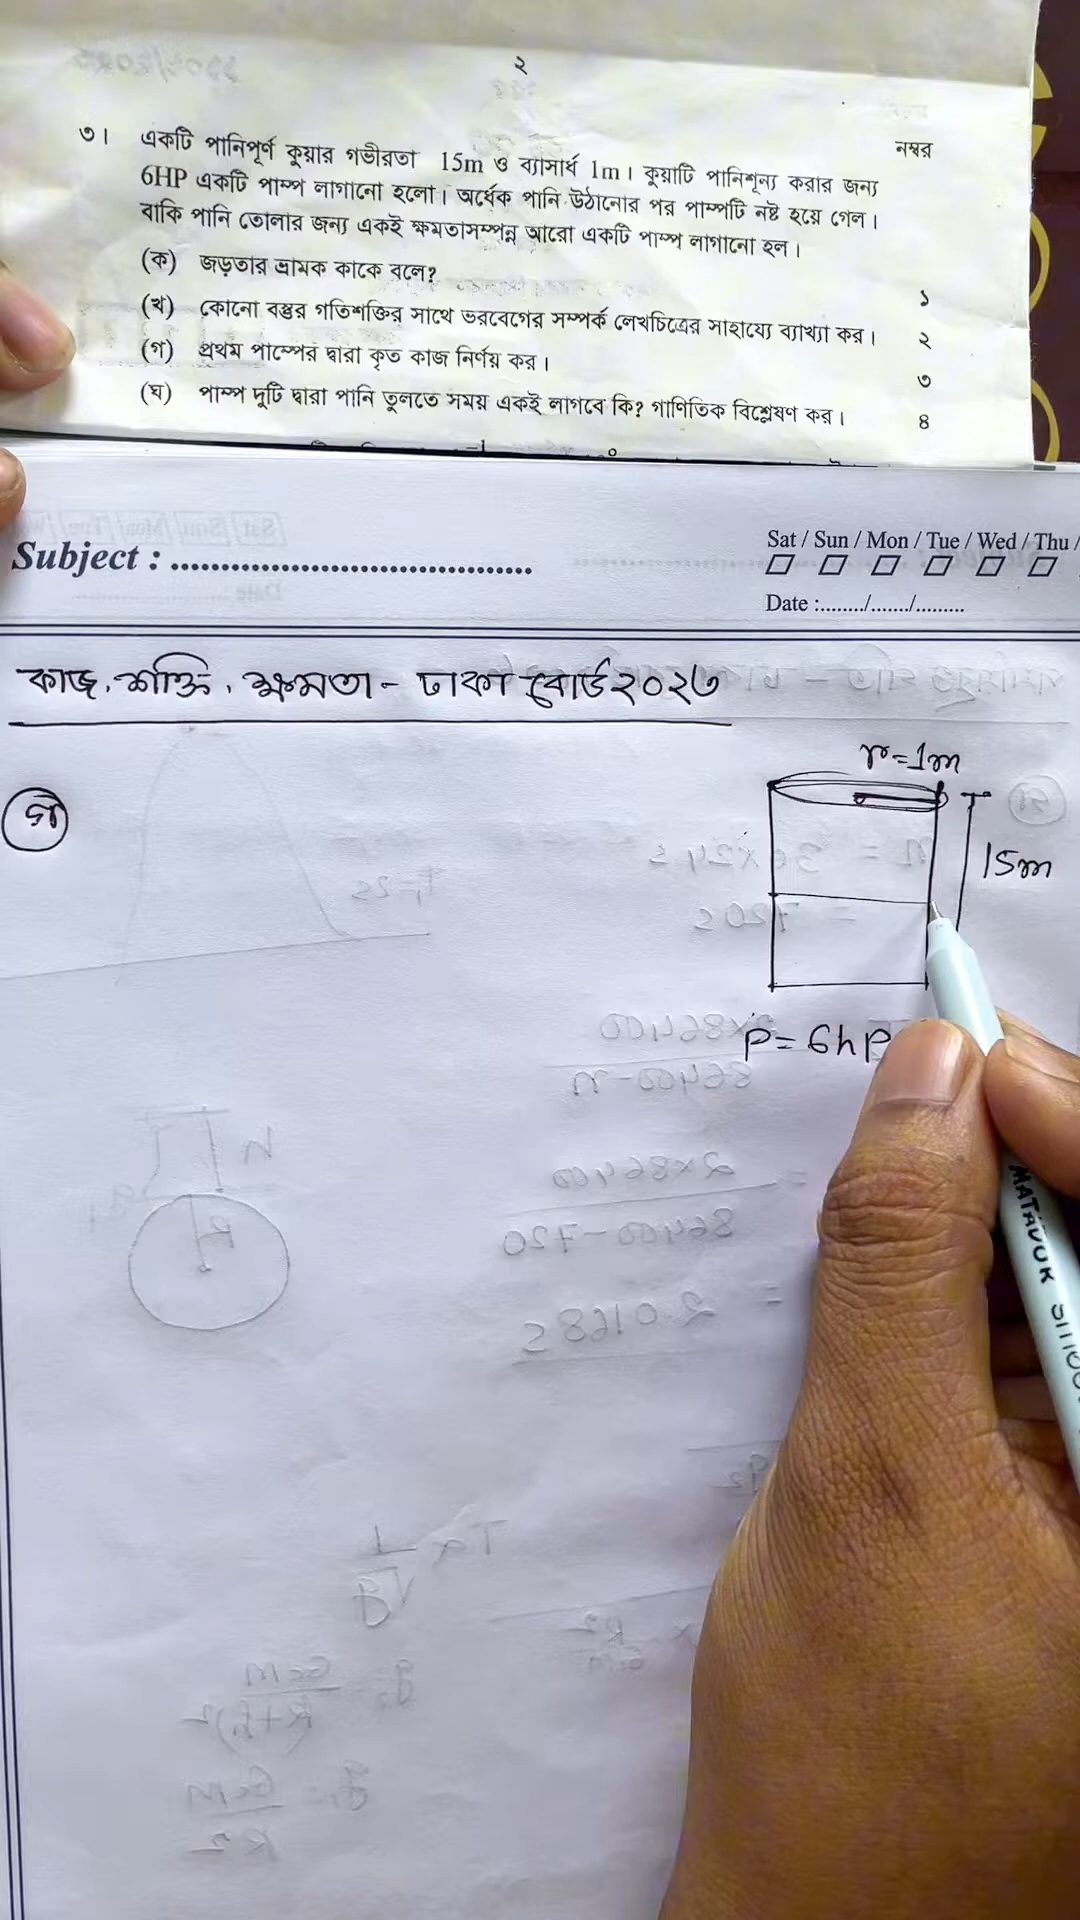 ২
৩। একটি পানিপূর্ণ কুয়ার গভীরতা 15m ও ব্যাসার্ধ 1m। কুয়াটি পানিশূন্য করার জন্য
নম্বর
6HP একটি পাম্প লাগানো হলো। অর্ধেক পানি উঠানোর পর পাম্পটি নষ্ট হয়ে গেল।
বাকি পানি তোলার জন্য একই ক্ষমতাসম্পন্ন আরো একটি পাম্প লাগানো হল।
(ক) জড়তার ভ্রামক কাকে বলে? ১
(খ) কোনো বস্তুর গতিশক্তির সাথে ভরবেগের সম্পর্ক লেখচিত্রের সাহায্যে ব্যাখ্যা কর। ২
(গ) প্রথম পাম্পের দ্বারা কৃত কাজ নির্ণয় কর। ৩
(ঘ) পাম্প দুটি দ্বারা পানি তুলতে সময় একই লাগবে কি? গাণিতিক বিশ্লেষণ কর। ৪
Subject :
Sat / Sun / Mon / Tue / Wed / Thu /
Date :......../......./.........
কাজ, শক্তি, ক্ষমতা - ঢাকা বোর্ড ২০২৩
r=1m
গ
15m
P=6hp
MATADOR